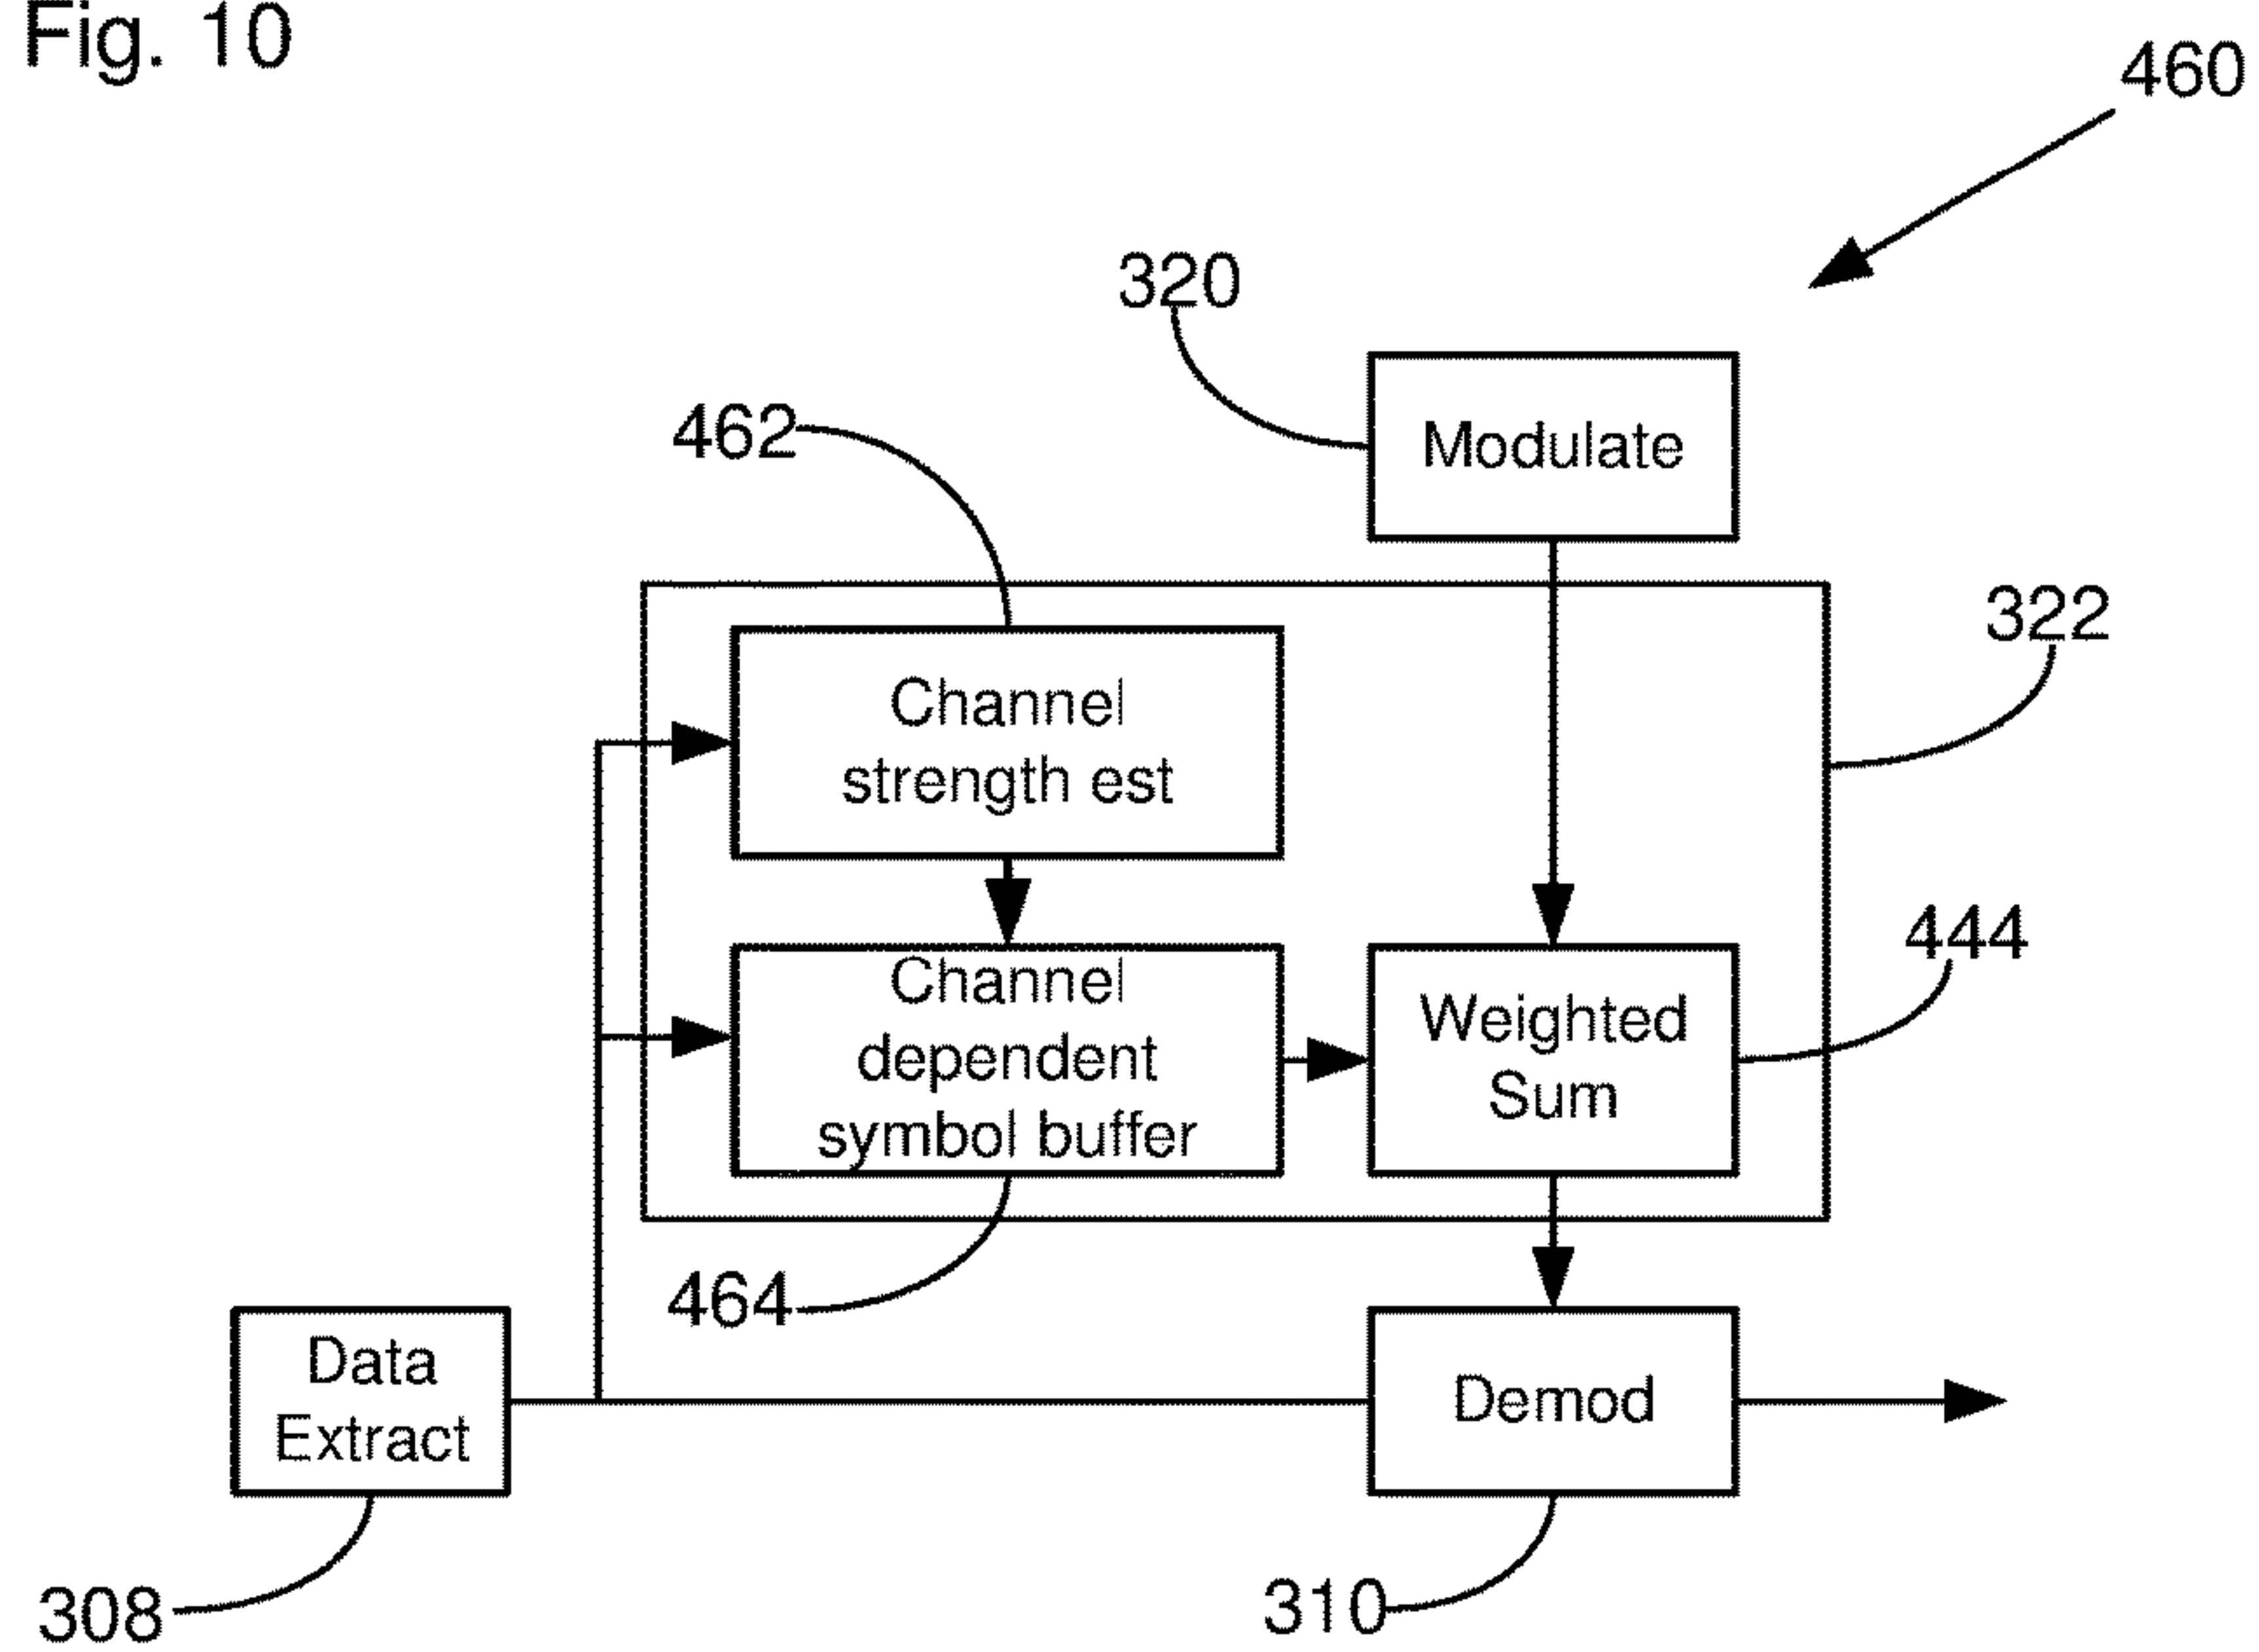 Fig. 10
460
320
Modulate
462
322
Channel
strength est
444
Channel
dependent
symbol buffer
Weighted
Sum
464
Data
Extract
Demod
308
310